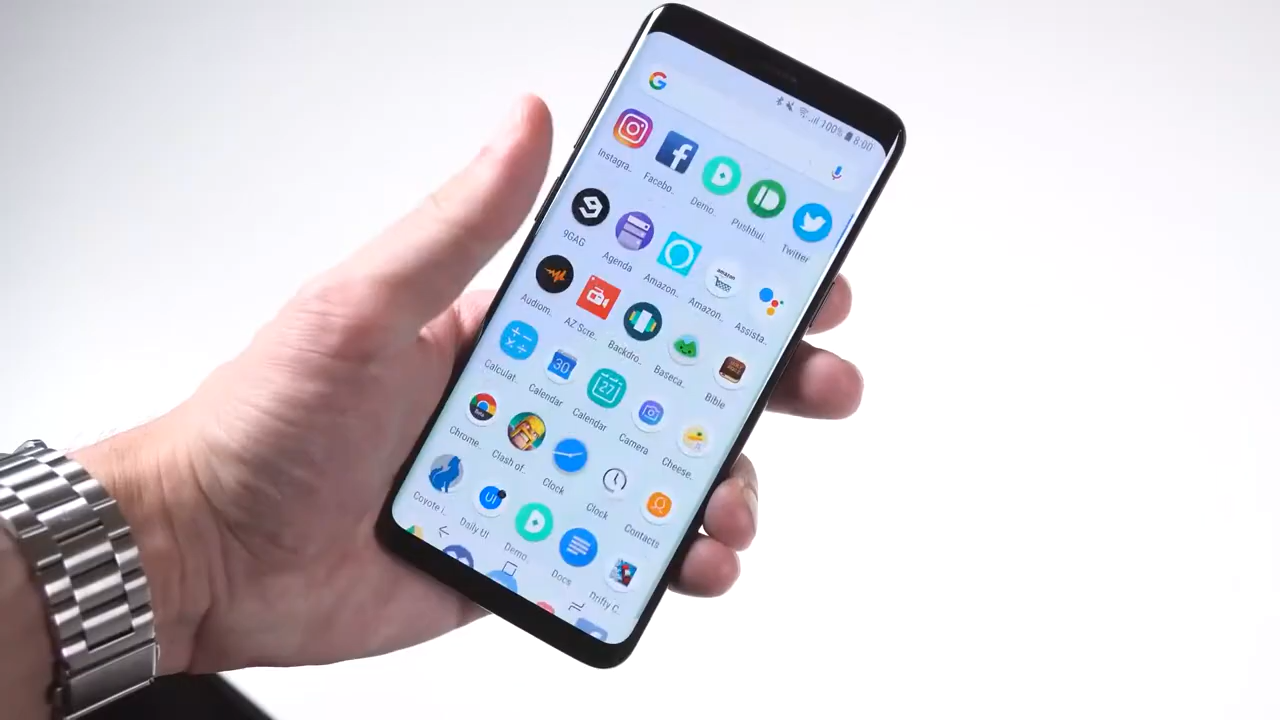 100% 8:00
Instagra..
Facebo..
Demo..
Pushbul..
Twitter
9GAG
Agenda
Amazon..
Amazon..
Assista..
Audiom..
AZ Scre..
Backdro..
Baseca..
Bible
Calculat..
Calendar
Calendar
Camera
Cheese..
Chrome..
Clash of..
Clock
Clock
Contacts
Coyote i..
Daily UI
Demo..
Docs
Drifty C..
G
f
amazon
30
27
Beta
UI